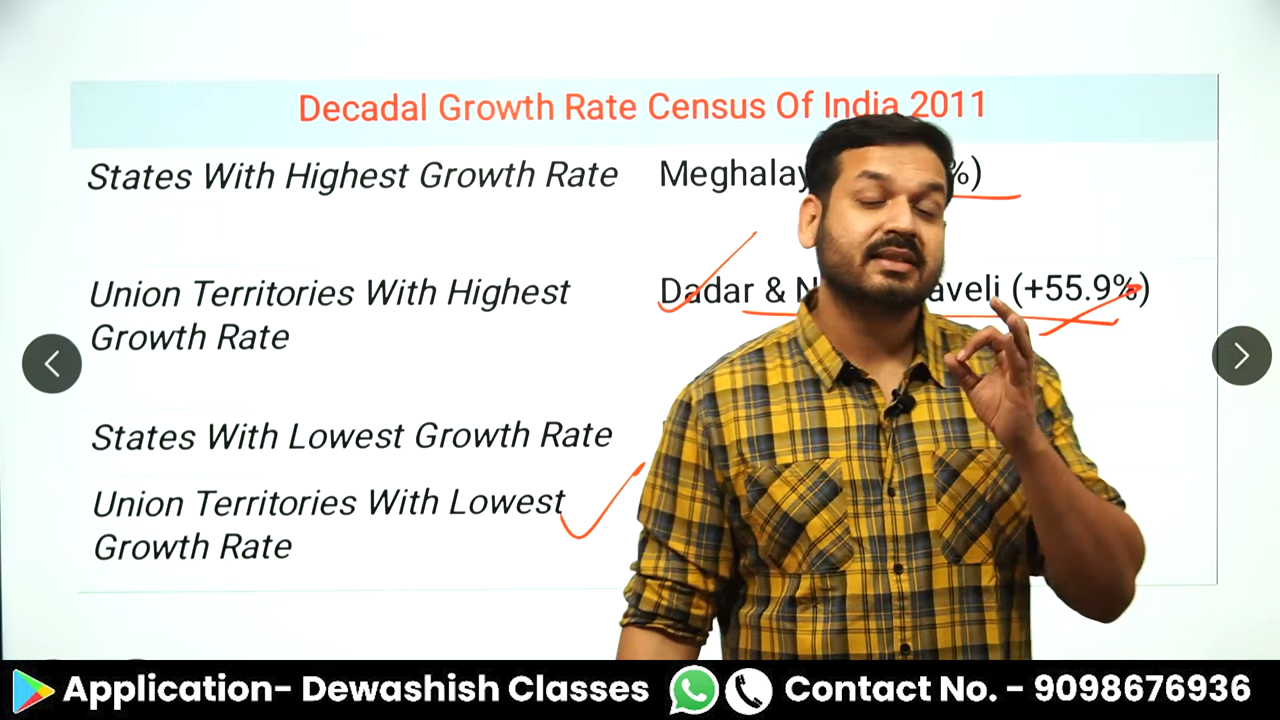 Decadal Growth Rate Census Of India 2011
States With Highest Growth Rate
Meghalay %)
Union Territories With Highest
Growth Rate
Dadar & N aveli (+55.9%)
States With Lowest Growth Rate
Union Territories With Lowest
Growth Rate
Application- Dewashish Classes
Contact No. - 9098676936